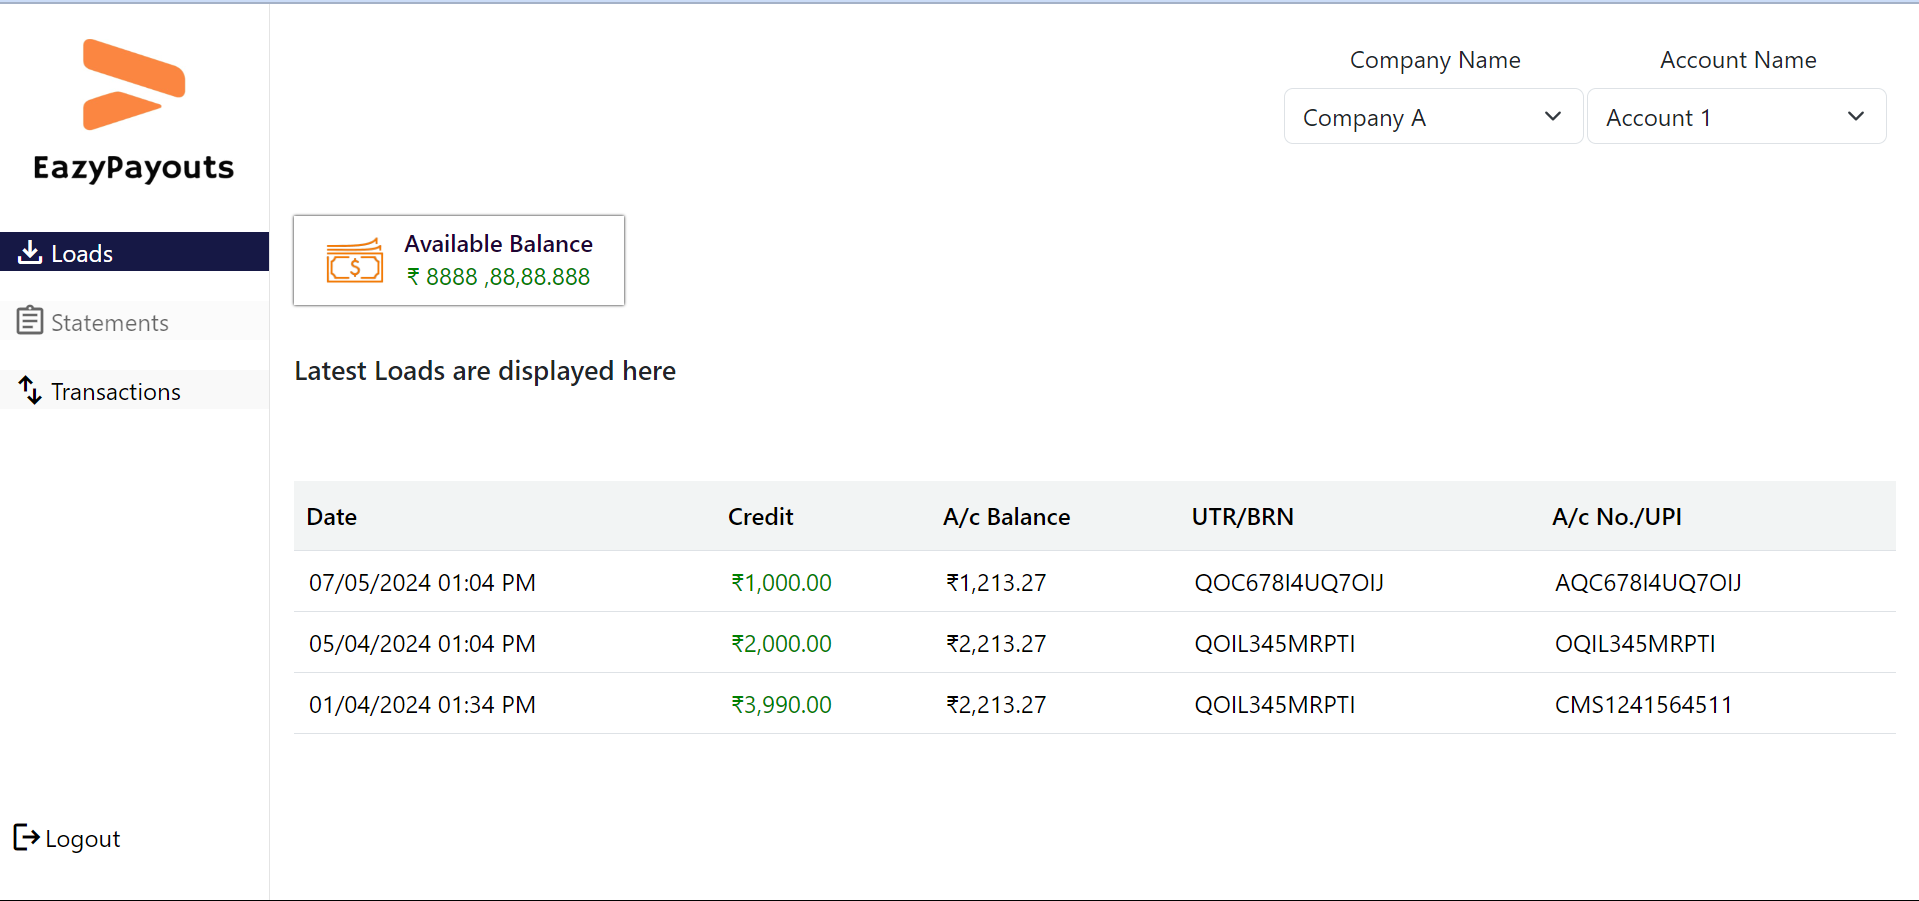 EazyPayouts
Loads
Statements
Transactions
Logout
Company Name Account Name
Company A Account 1
Available Balance
₹ 8888 ,88,88.888
Latest Loads are displayed here
Date Credit A/c Balance UTR/BRN A/c No./UPI
07/05/2024 01:04 PM ₹1,000.00 ₹1,213.27 QOC678I4UQ7OIJ AQC678I4UQ7OIJ
05/04/2024 01:04 PM ₹2,000.00 ₹2,213.27 QOIL345MRPTI OQIL345MRPTI
01/04/2024 01:34 PM ₹3,990.00 ₹2,213.27 QOIL345MRPTI CMS1241564511